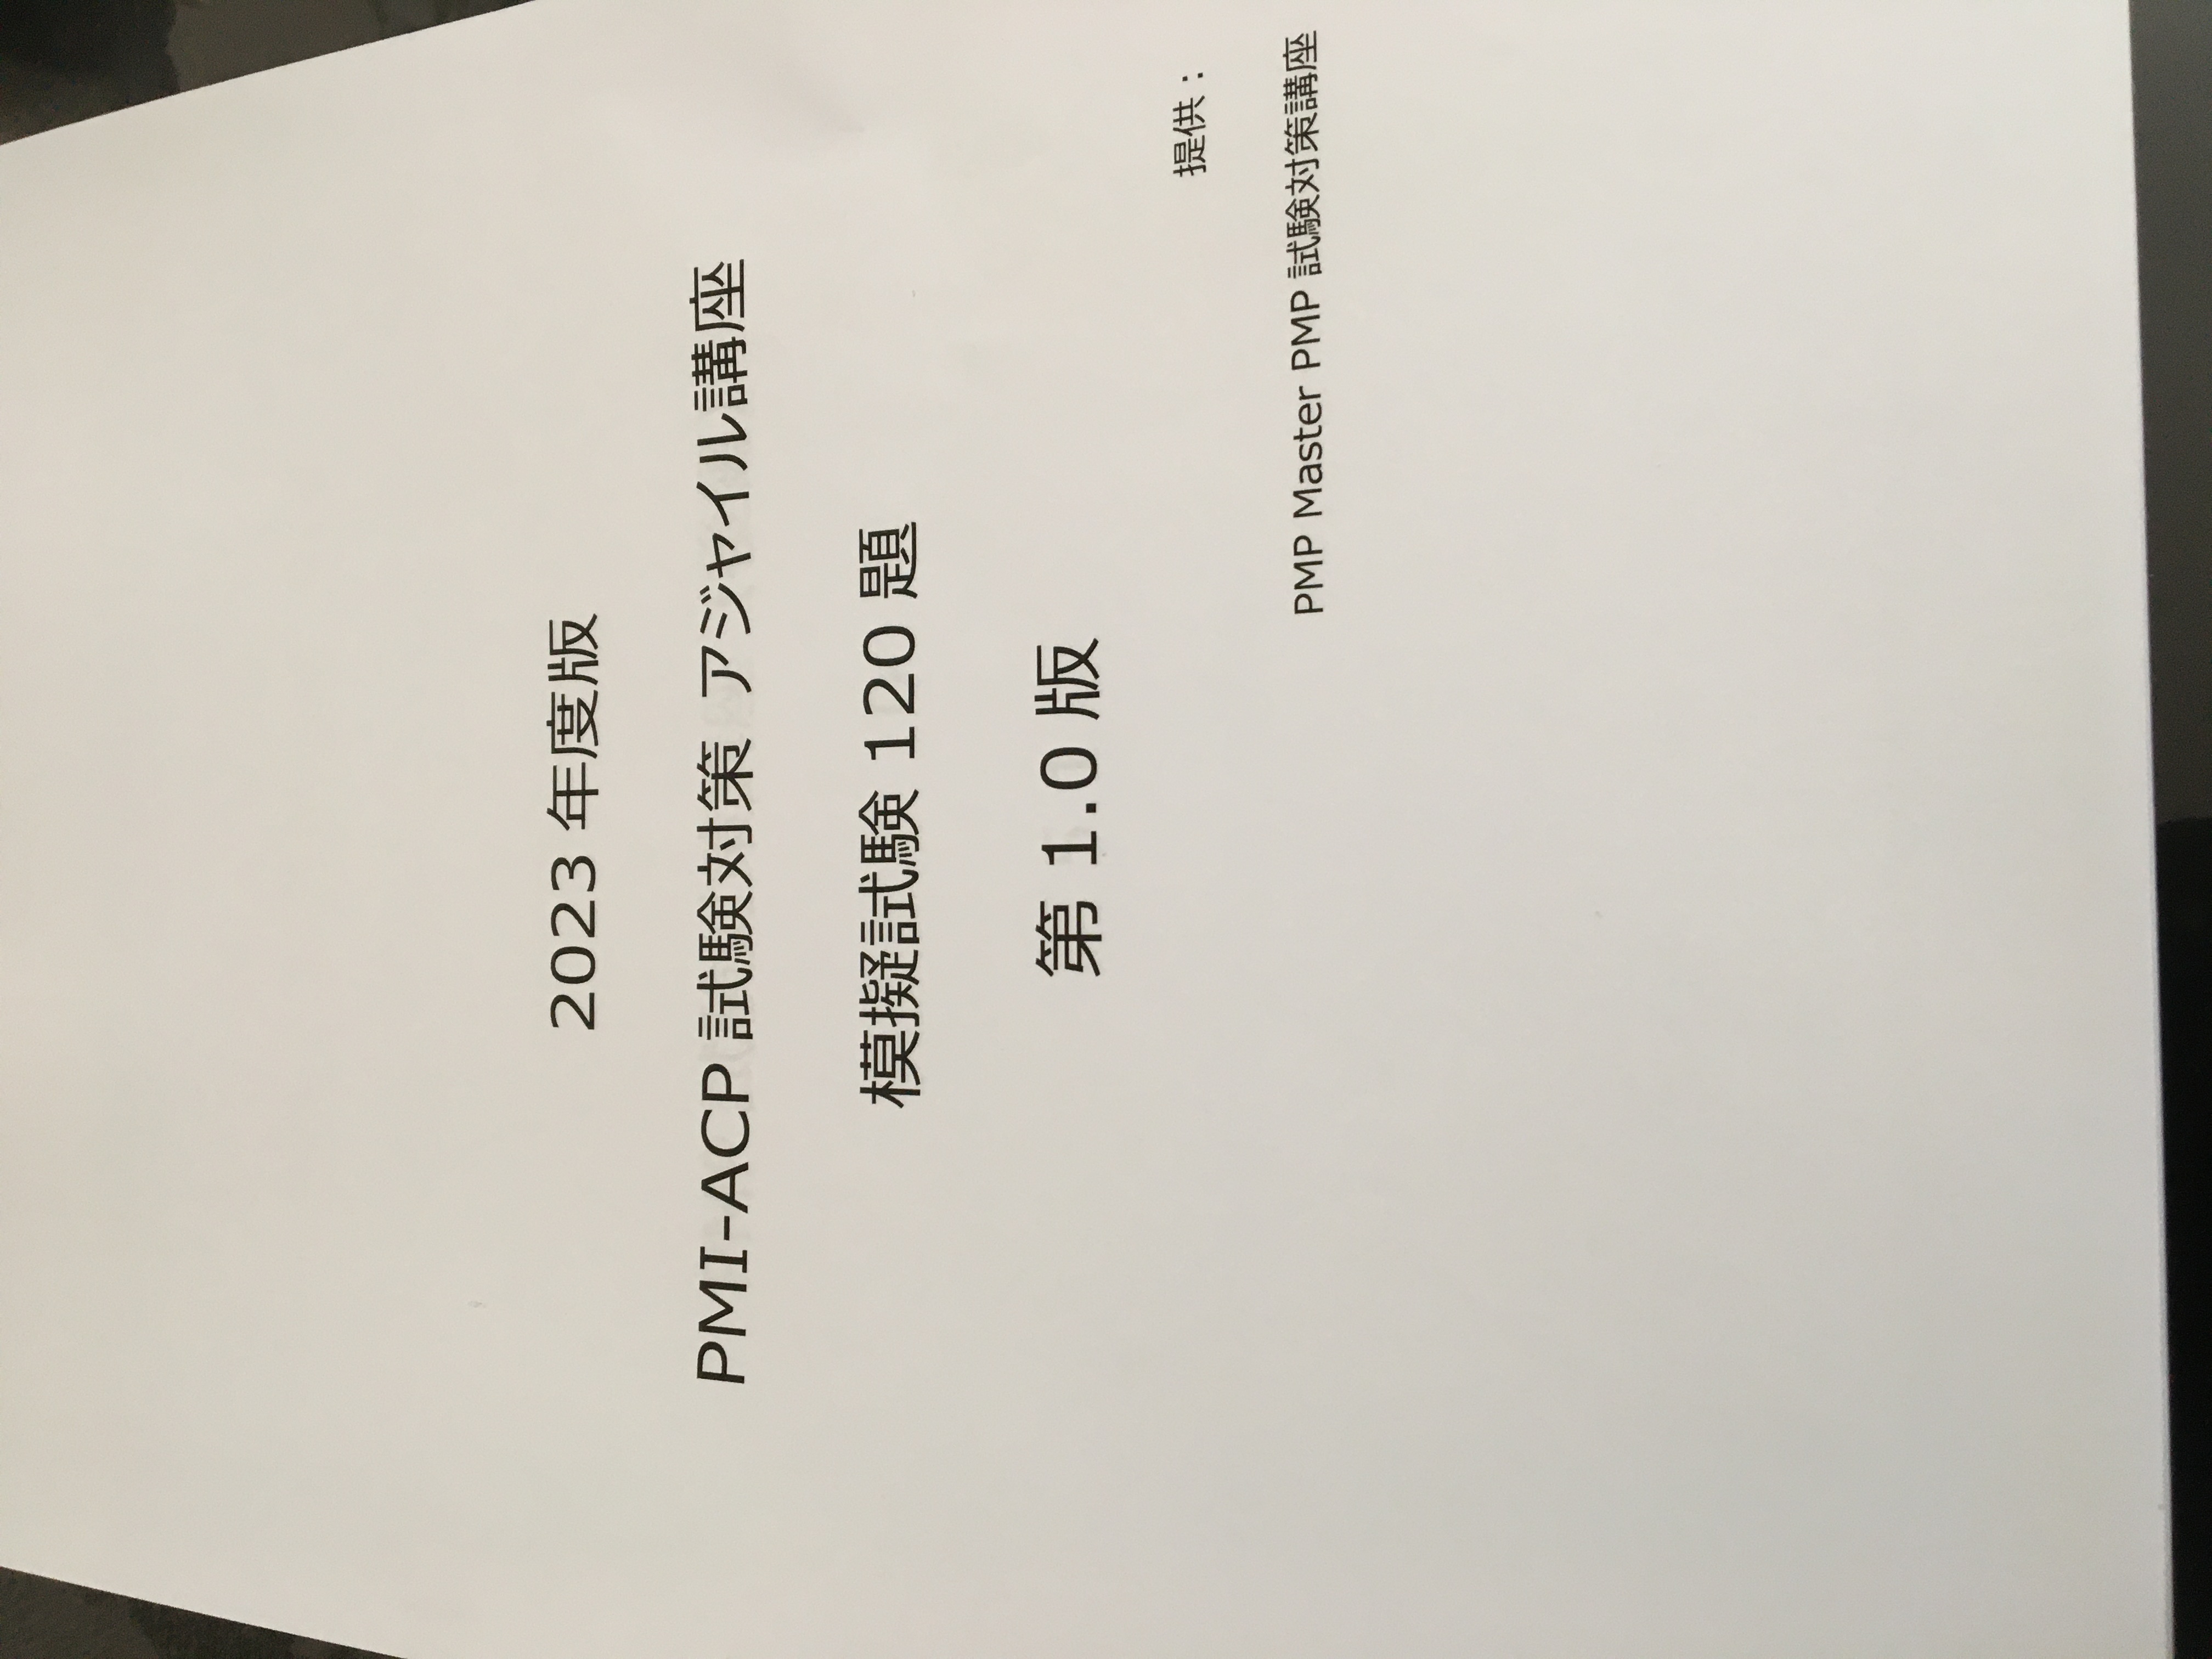 2023 年度版
PMI-ACP 試験対策 アジャイル講座
模擬試験 120 題
第 1.0 版
提供：
PMP Master PMP 試験対策講座